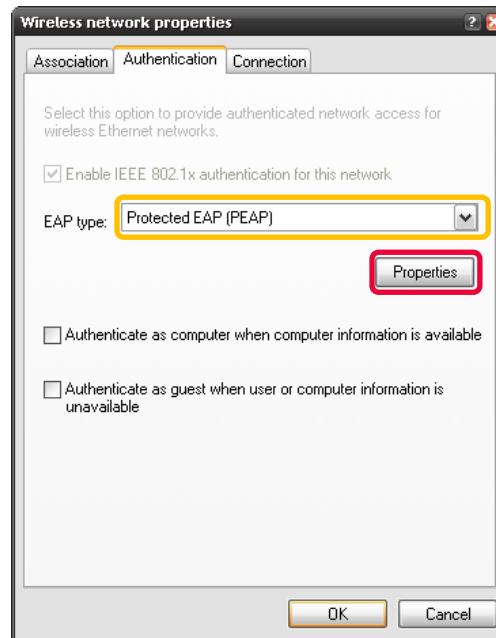 Wireless network properties
Association Authentication Connection
Select this option to provide authenticated network access for
wireless Ethernet networks.
Enable IEEE 802.1x authentication for this network
EAP type: Protected EAP (PEAP)
Properties
Authenticate as computer when computer information is available
Authenticate as guest when user or computer information is
unavailable
OK Cancel